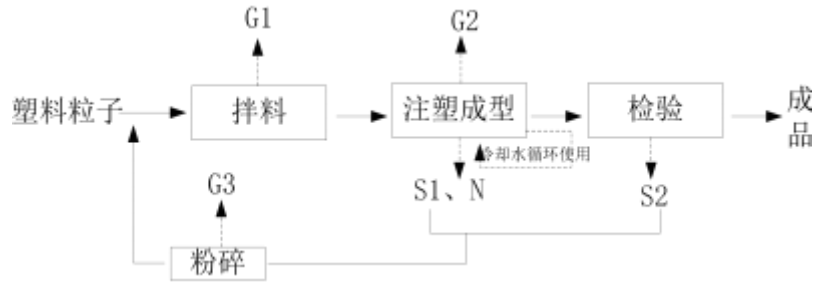 G1
G2
塑料粒子
拌料
注塑成型
检验
成品
冷却水循环使用
G3
S1、N
S2
粉碎